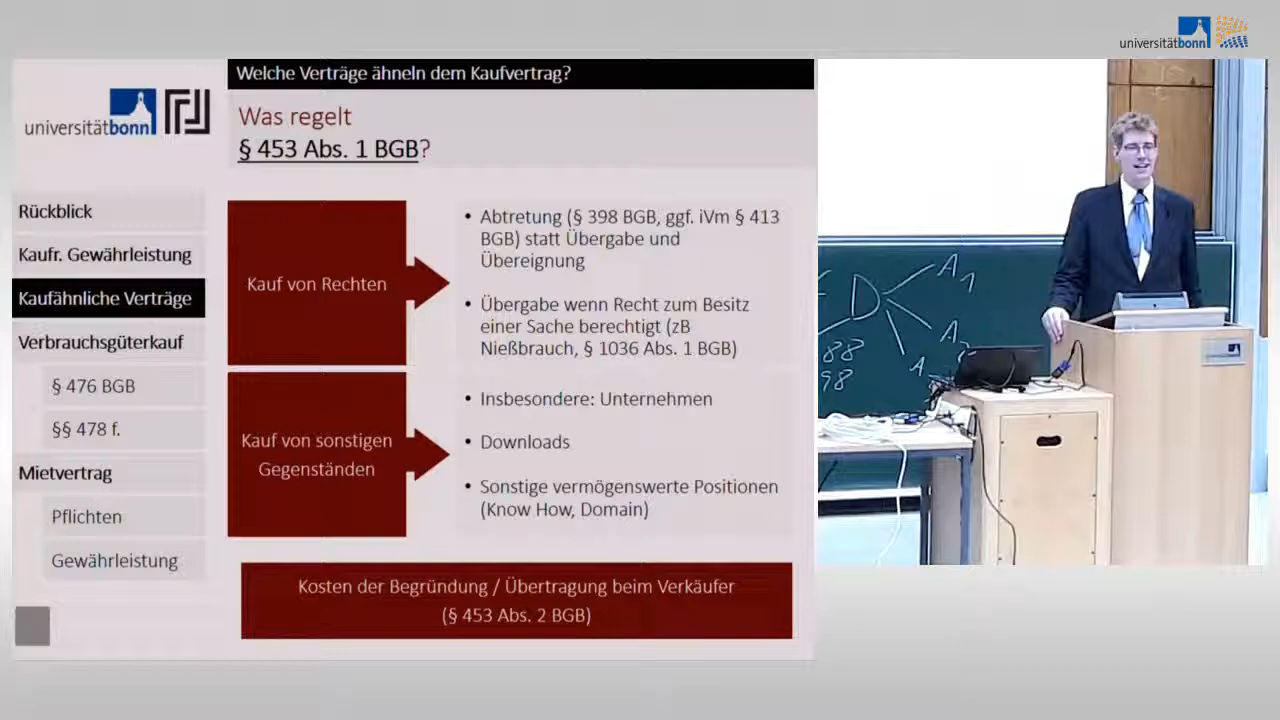 universitätbonn
Welche Verträge ähneln dem Kaufvertrag?
universitätbonn
Was regelt
§ 453 Abs. 1 BGB?
Rückblick
Kaufr. Gewährleistung
Kaufähnliche Verträge
Verbrauchsgüterkauf
§ 476 BGB
§§ 478 f.
Mietvertrag
Pflichten
Gewährleistung
Kauf von Rechten
• Abtretung (§ 398 BGB, ggf. iVm § 413
BGB) statt Übergabe und
Übereignung
• Übergabe wenn Recht zum Besitz
einer Sache berechtigt (zB
Nießbrauch, § 1036 Abs. 1 BGB)
Kauf von sonstigen
Gegenständen
• Insbesondere: Unternehmen
• Downloads
• Sonstige vermögenswerte Positionen
(Know How, Domain)
Kosten der Begründung / Übertragung beim Verkäufer
(§ 453 Abs. 2 BGB)
D
A1
A2
A
88
98